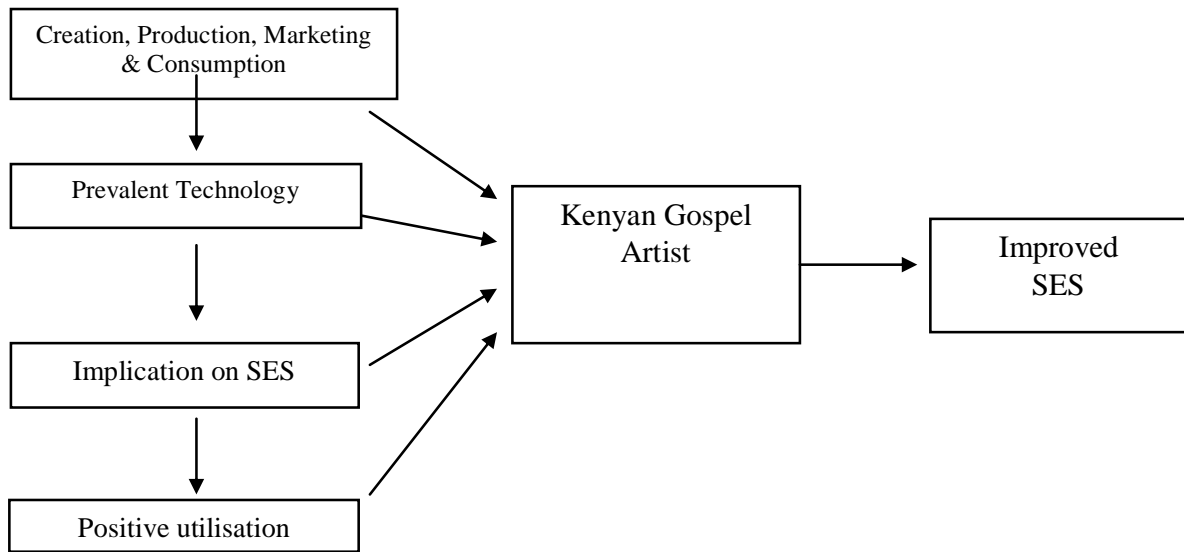 Creation, Production, Marketing
& Consumption
Prevalent Technology
Implication on SES
Positive utilisation
Kenyan Gospel
Artist
Improved
SES